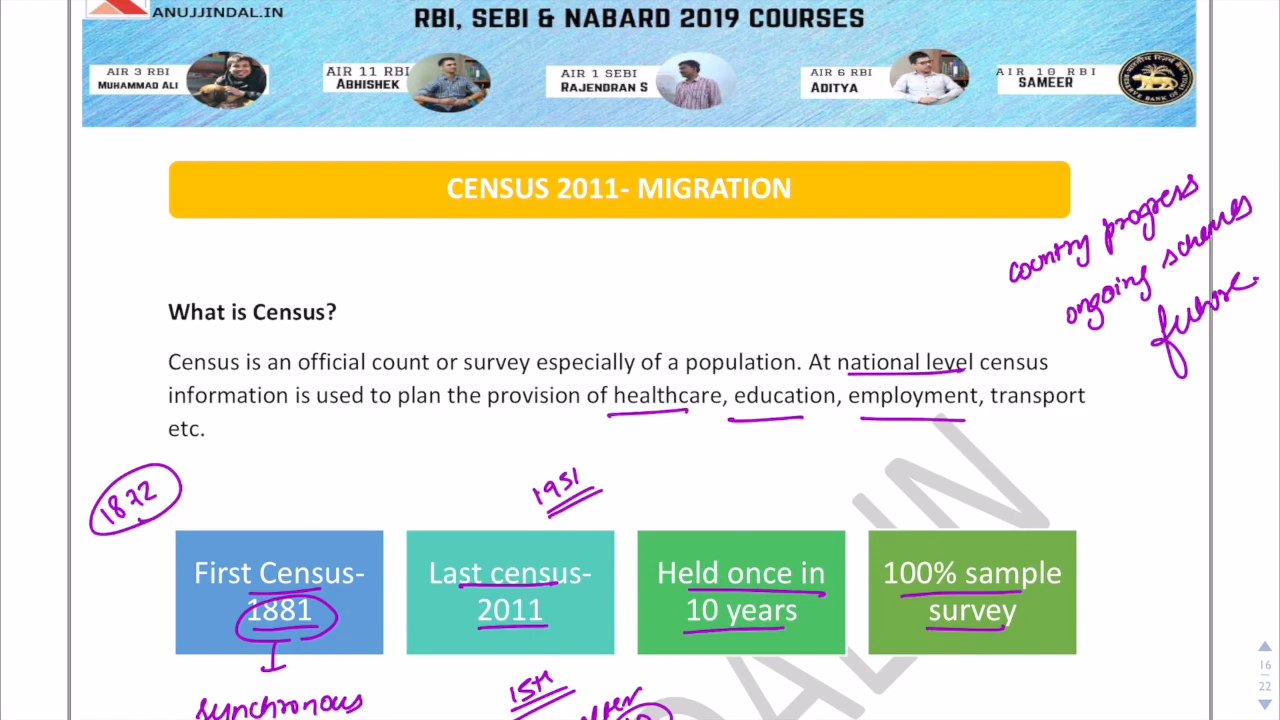 ANUJJINDAL.IN
RBI, SEBI & NABARD 2019 COURSES
AIR 3 RBI
MUHAMMAD ALI
AIR 11 RBI
ABHISHEK
AIR 1 SEBI
RAJENDRAN S
AIR 6 RBI
ADITYA
AIR 10 RBI
SAMEER
CENSUS 2011- MIGRATION
country progress
ongoing schemes
future.
What is Census?
Census is an official count or survey especially of a population. At national level census
information is used to plan the provision of healthcare, education, employment, transport
etc.
1872
1951
First Census-
1881
Last census-
2011
Held once in
10 years
100% sample
survey
synchronous
15th
after
16
22